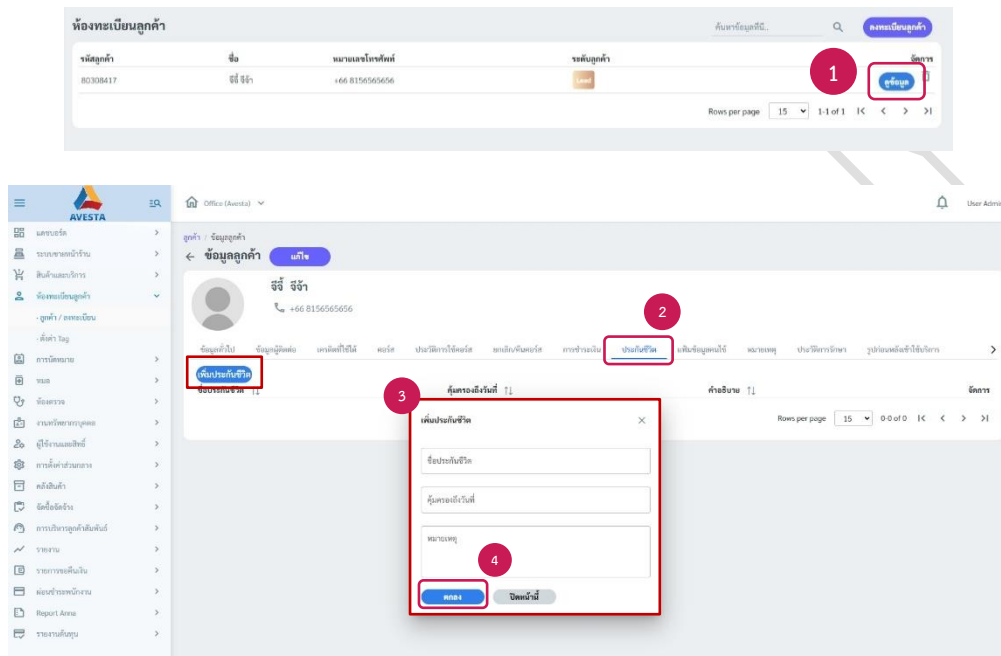 ห้องทะเบียนลูกค้า
ค้นหาข้อมูลที่นี่...
ลงทะเบียนลูกค้า
รหัสลูกค้า ชื่อ หมายเลขโทรศัพท์ ระดับลูกค้า จัดการ
80308417 จีจี้ จีจ้า +66 8156565656 Lead ดูข้อมูล
1
Rows per page 15 1-1 of 1
AVESTA
Office (Avesta)
User Admin
แดชบอร์ด
ระบบขายหน้าร้าน
สินค้าและบริการ
ห้องทะเบียนลูกค้า
- ลูกค้า / ลงทะเบียน
- ตั้งค่า Tag
การนัดหมาย
หมอ
ห้องตรวจ
งานทรัพยากรบุคคล
ผู้ใช้งานและสิทธิ์
การตั้งค่าส่วนกลาง
คลังสินค้า
จัดซื้อจัดจ้าง
การบริหารลูกค้าสัมพันธ์
รายงาน
รายการขอคืนเงิน
ผ่อนชำระพนักงาน
Report Anna
รายงานต้นทุน
ลูกค้า / ข้อมูลลูกค้า
ข้อมูลลูกค้า แก้ไข
จีจี้ จีจ้า
+66 8156565656
2
ข้อมูลทั่วไป ข้อมูลผู้ติดต่อ เครดิตที่ใช้ได้ คอร์ส ประวัติการใช้คอร์ส ยกเลิก/คืนคอร์ส การชำระเงิน ประกันชีวิต แฟ้มข้อมูลคนไข้ หมายเหตุ ประวัติการรักษา รูปก่อนหลังเข้าใช้บริการ
เพิ่มประกันชีวิต
ชื่อประกันชีวิต คุ้มครองถึงวันที่ คำอธิบาย จัดการ
Rows per page 15 0-0 of 0
3
เพิ่มประกันชีวิต
ชื่อประกันชีวิต
คุ้มครองถึงวันที่
หมายเหตุ
4
ตกลง ปิดหน้านี้